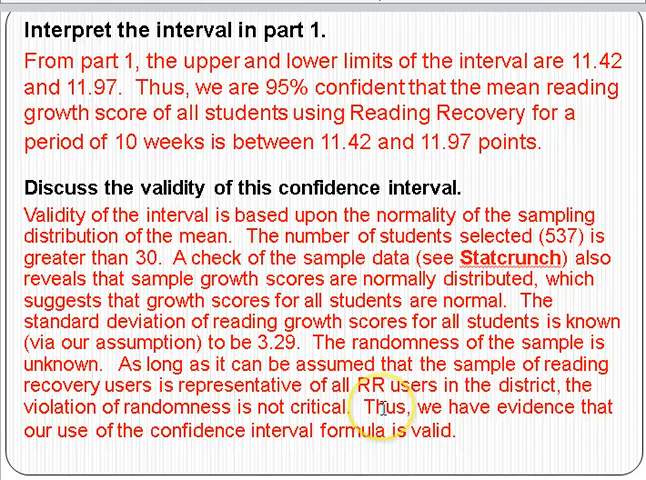 Interpret the interval in part 1.
From part 1, the upper and lower limits of the interval are 11.42
and 11.97.  Thus, we are 95% confident that the mean reading
growth score of all students using Reading Recovery for a
period of 10 weeks is between 11.42 and 11.97 points.
Discuss the validity of this confidence interval.
Validity of the interval is based upon the normality of the sampling
distribution of the mean.  The number of students selected (537) is
greater than 30.  A check of the sample data (see Statcrunch) also
reveals that sample growth scores are normally distributed, which
suggests that growth scores for all students are normal.  The
standard deviation of reading growth scores for all students is known
(via our assumption) to be 3.29.  The randomness of the sample is
unknown.  As long as it can be assumed that the sample of reading
recovery users is representative of all RR users in the district, the
violation of randomness is not critical.  Thus, we have evidence that
our use of the confidence interval formula is valid.